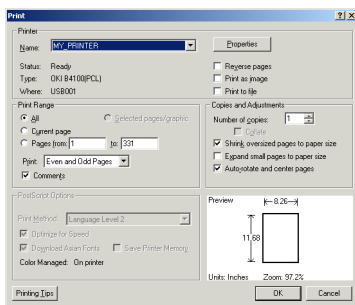 Print
Printer
Name: MY_PRINTER
Properties
Status: Ready
Type: OKI B4100(PCL)
Where: USB001
Reverse pages
Print as image
Print to file
Print Range
All
Selected pages/graphic
Current page
Pages from: 1 to: 331
Print: Even and Odd Pages
Comments
Copies and Adjustments
Number of copies: 1
Collate
Shrink oversized pages to paper size
Expand small pages to paper size
Auto-rotate and center pages
PostScript Options
Print Method: Language Level 2
Optimize for Speed
Download Asian Fonts
Save Printer Memory
Color Managed: On printer
Preview
8.26
11.68
Units: Inches Zoom: 97.2%
Printing Tips
OK
Cancel